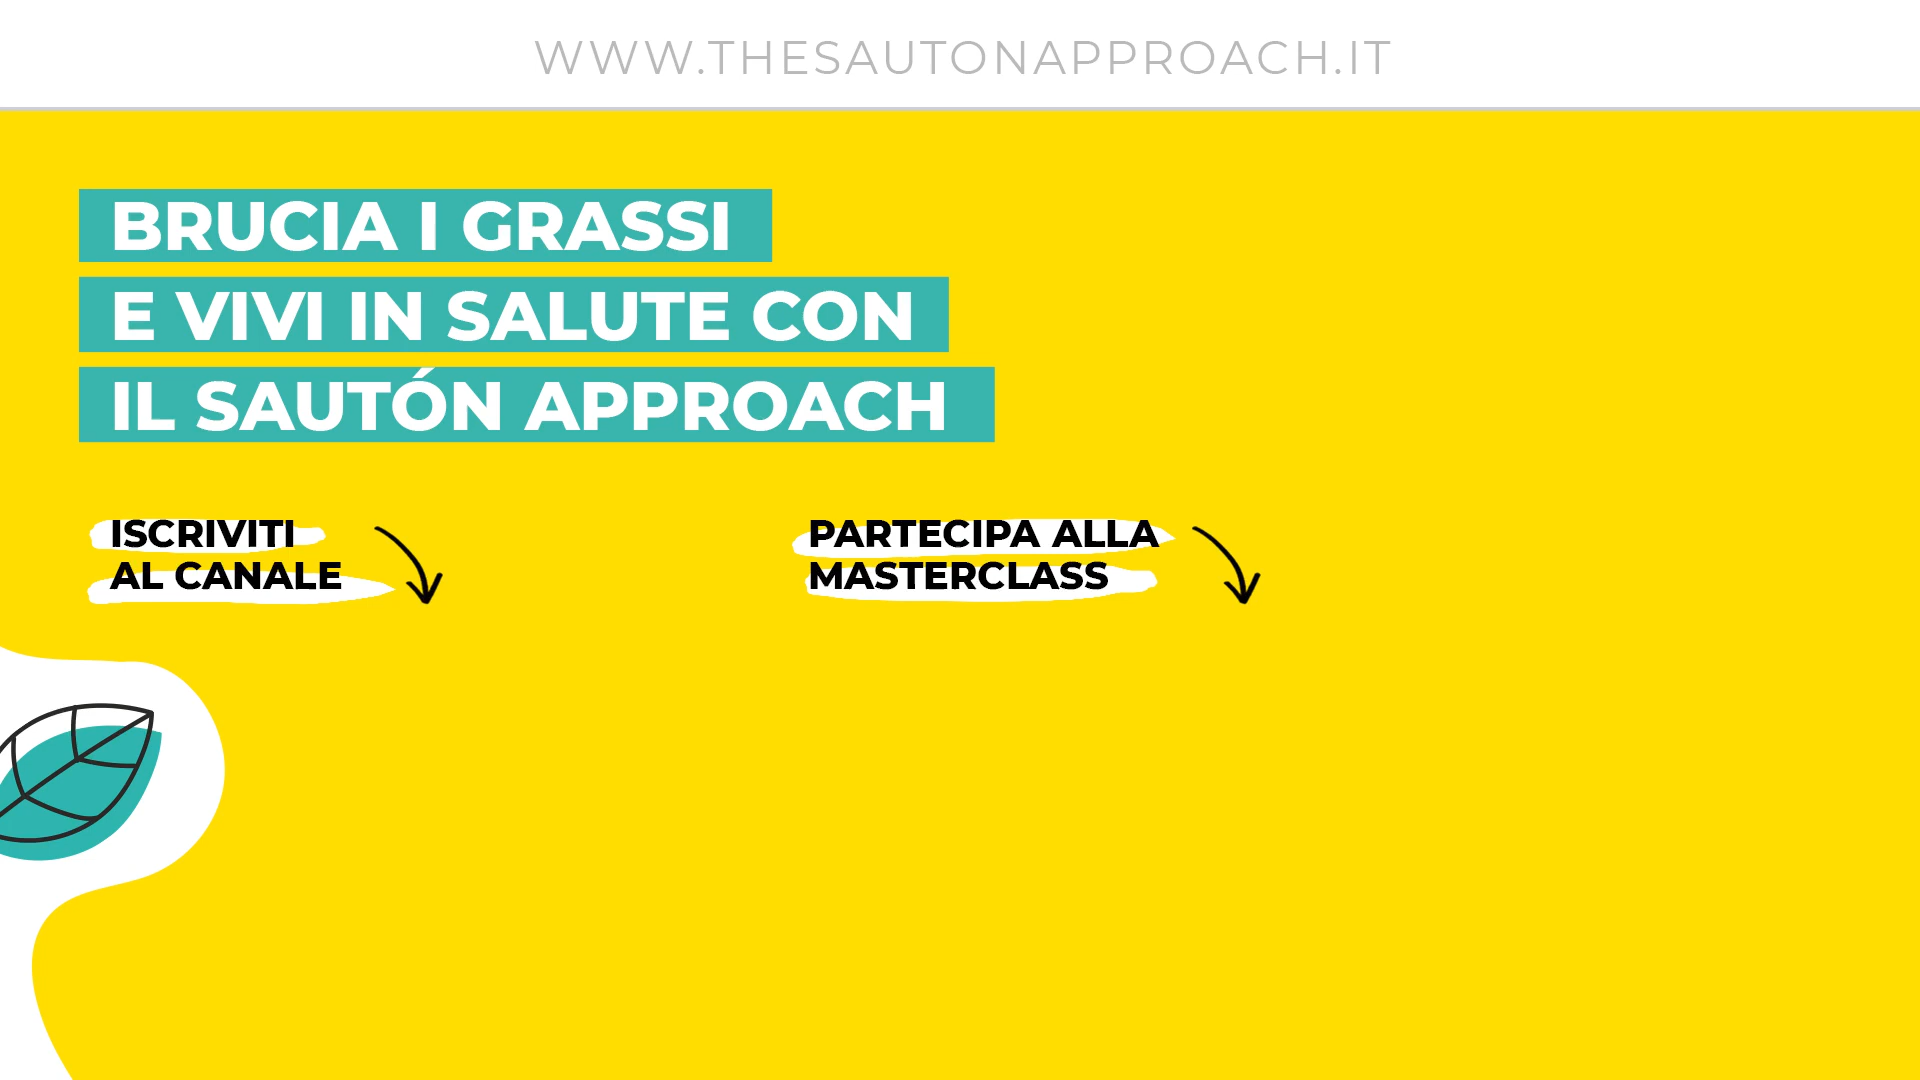 WWW.THESAUTONAPPROACH.IT
BRUCIA I GRASSI
E VIVI IN SALUTE CON
IL SAUTÓN APPROACH
ISCRIVITI
AL CANALE
PARTECIPA ALLA
MASTERCLASS